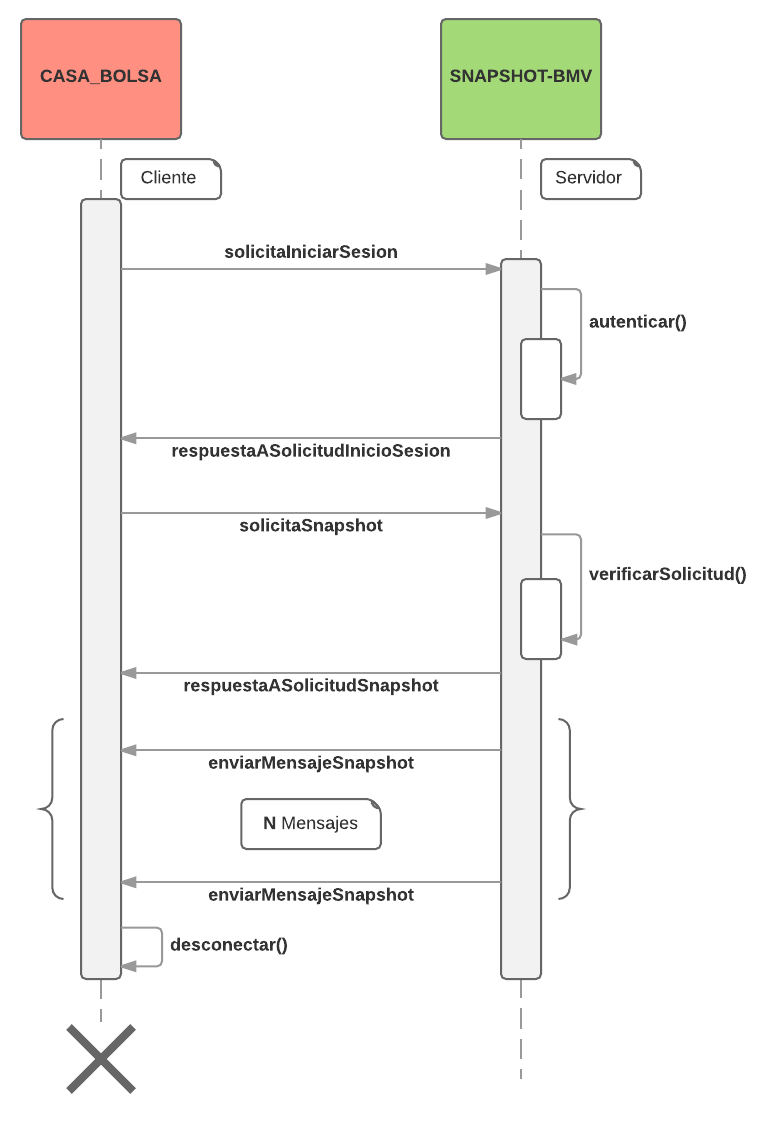 CASA_BOLSA
SNAPSHOT-BMV
Cliente
Servidor
solicitaIniciarSesion
autenticar()
respuestaASolicitudInicioSesion
solicitaSnapshot
verificarSolicitud()
respuestaASolicitudSnapshot
enviarMensajeSnapshot
N Mensajes
enviarMensajeSnapshot
desconectar()